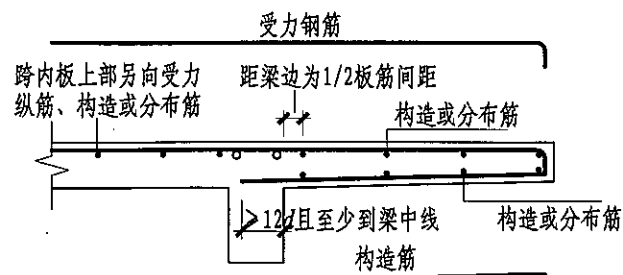 受力钢筋
跨内板上部另向受力
纵筋、构造或分布筋
距梁边为1/2板筋间距
构造或分布筋
≥12d且至少到梁中线
构造或分布筋
构造筋